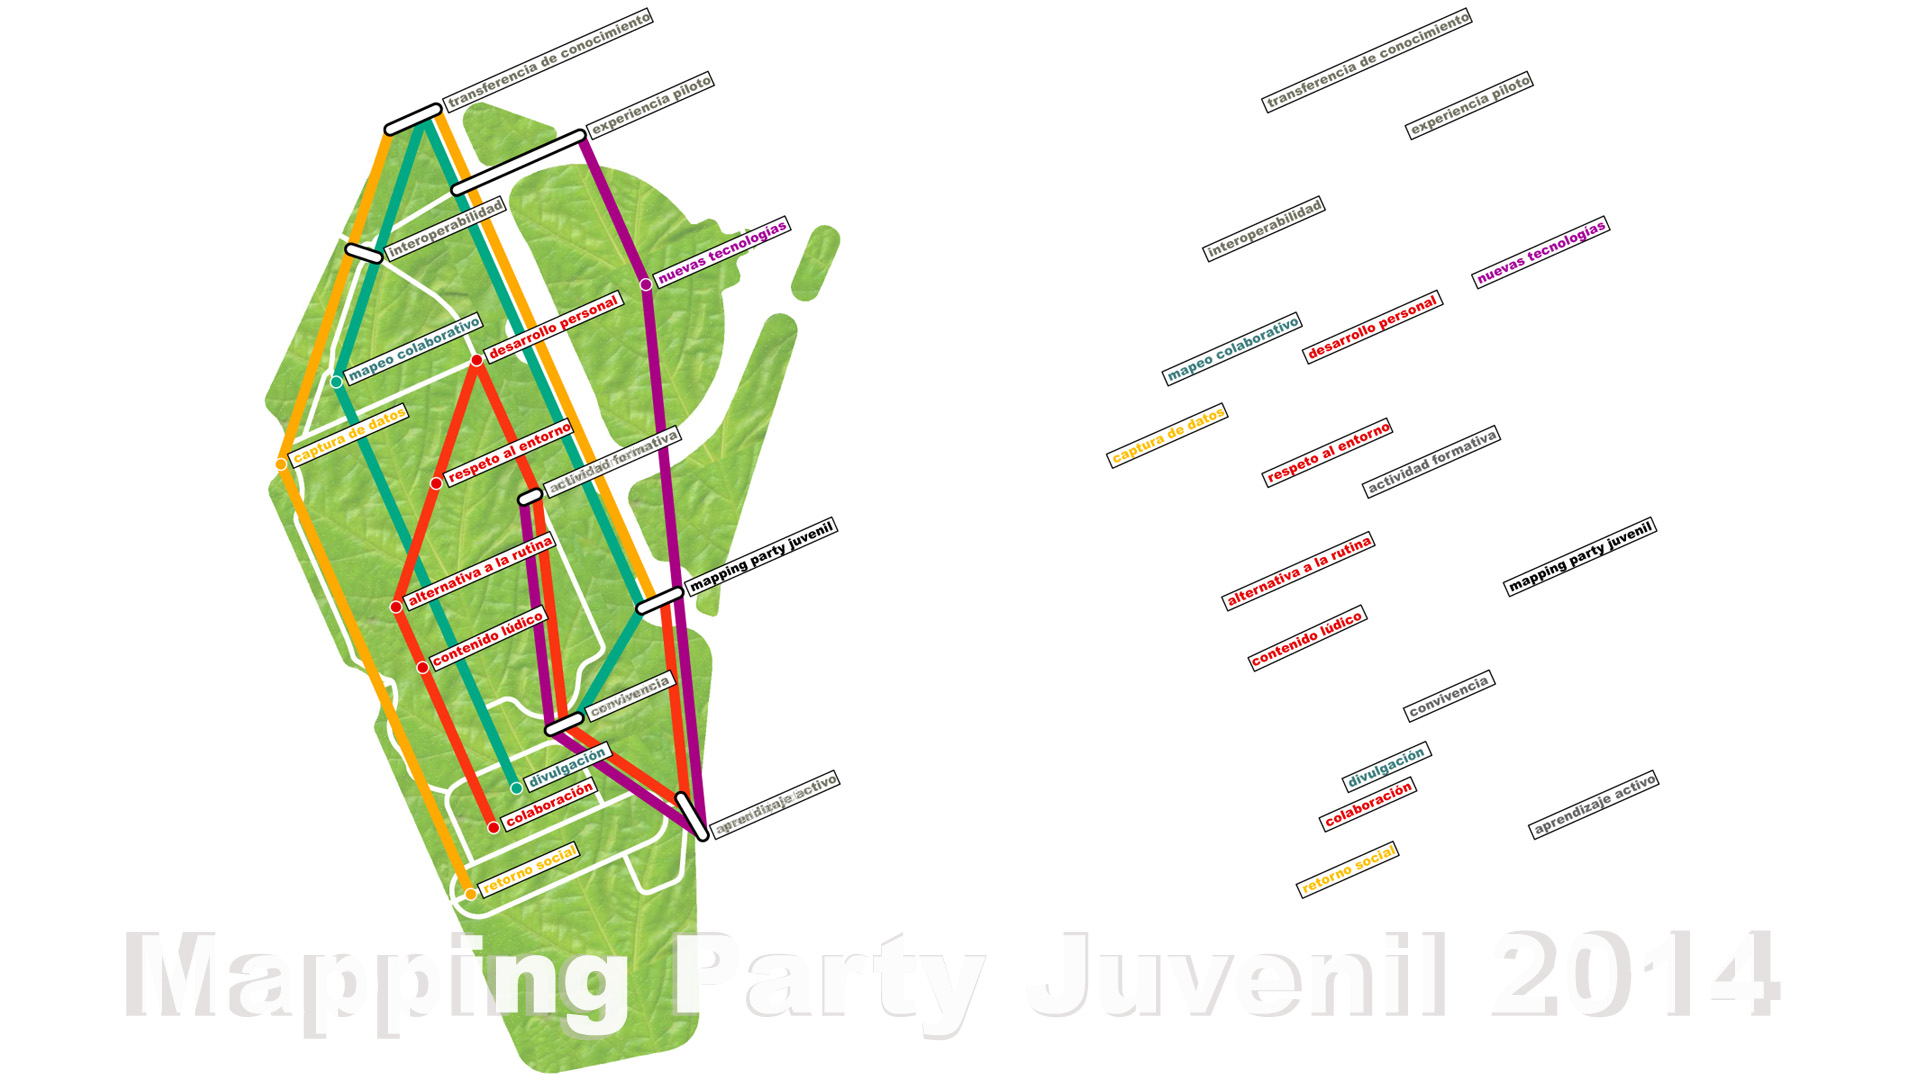 transferencia de conocimiento
experiencia piloto
interoperabilidad
nuevas tecnologías
desarrollo personal
mapeo colaborativo
captura de datos
respeto al entorno
actividad formativa
mapping party juvenil
alternativa a la rutina
contenido lúdico
convivencia
divulgación
colaboración
aprendizaje activo
retorno social
transferencia de conocimiento
experiencia piloto
interoperabilidad
nuevas tecnologías
desarrollo personal
mapeo colaborativo
captura de datos
respeto al entorno
actividad formativa
mapping party juvenil
alternativa a la rutina
contenido lúdico
convivencia
divulgación
colaboración
aprendizaje activo
retorno social
Mapping Party Juvenil 2014